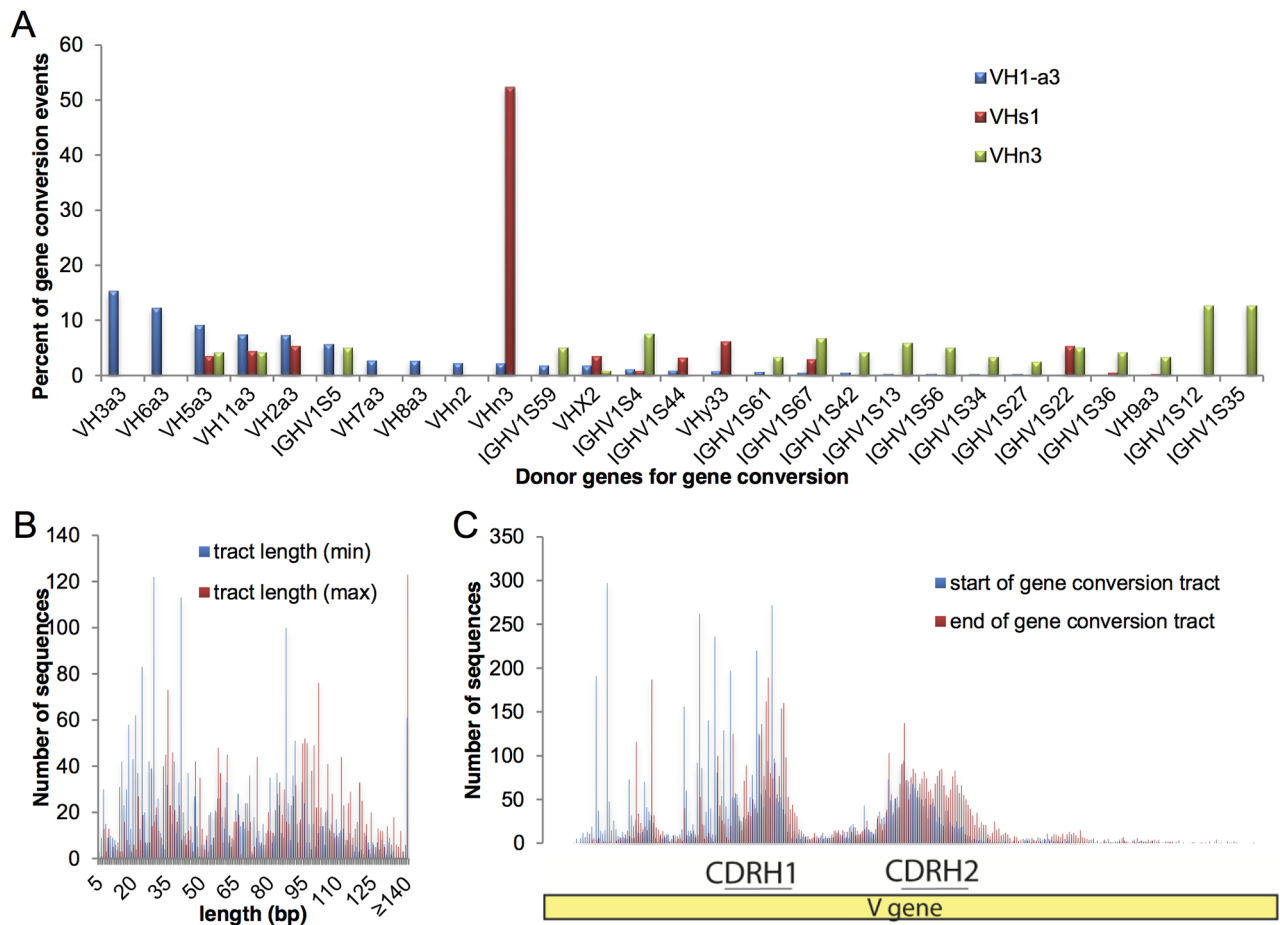 A
60
50
40
30
20
10
0
Percent of gene conversion events
VH1-a3
VHs1
VHn3
VH3a3
VH6a3
VH5a3
VH11a3
VH2a3
IGHV1S5
VH7a3
VH8a3
VHn2
VHn3
IGHV1S59
VHX2
IGHV1S4
IGHV1S44
VHy33
IGHV1S61
IGHV1S67
IGHV1S42
IGHV1S13
IGHV1S56
IGHV1S34
IGHV1S27
IGHV1S22
IGHV1S36
VH9a3
IGHV1S12
IGHV1S35
Donor genes for gene conversion
B
140
120
100
80
60
40
20
0
Number of sequences
tract length (min)
tract length (max)
5
20
35
50
65
80
95
110
125
≥140
length (bp)
C
350
300
250
200
150
100
50
0
Number of sequences
start of gene conversion tract
end of gene conversion tract
CDRH1
CDRH2
V gene